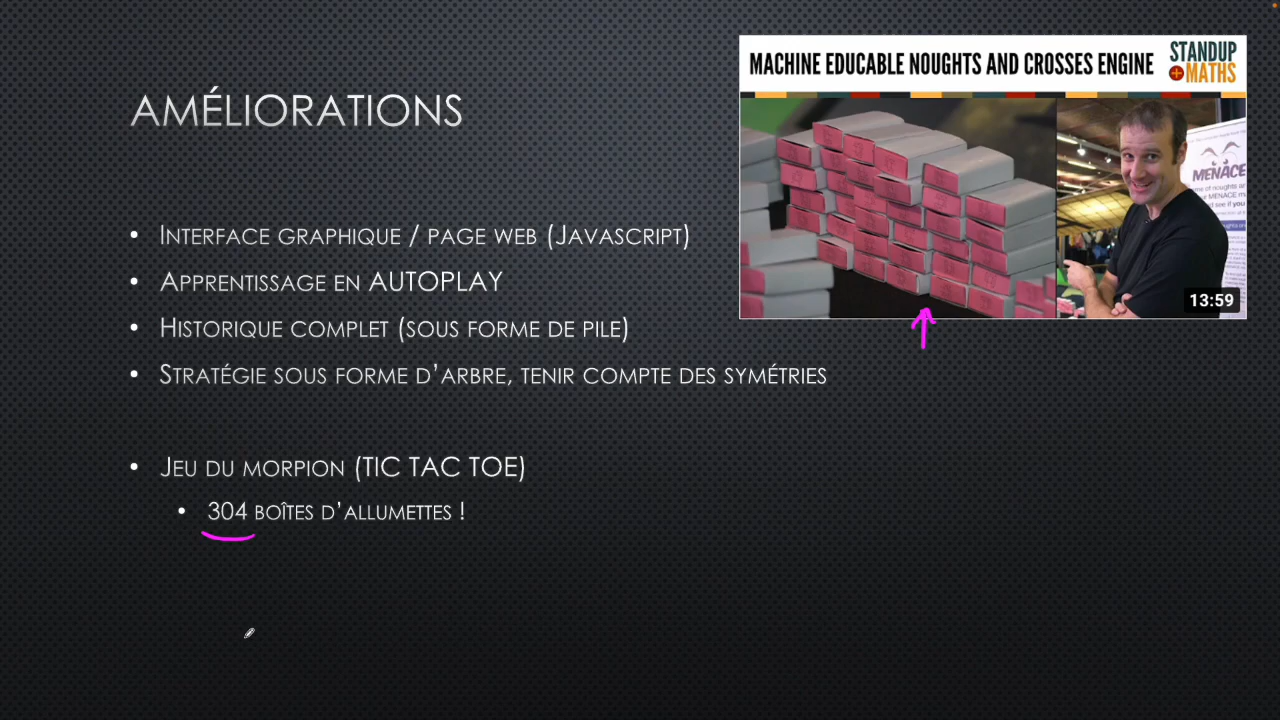 AMÉLIORATIONS
• INTERFACE GRAPHIQUE / PAGE WEB (JAVASCRIPT)
• APPRENTISSAGE EN AUTOPLAY
• HISTORIQUE COMPLET (SOUS FORME DE PILE)
• STRATÉGIE SOUS FORME D’ARBRE, TENIR COMPTE DES SYMÉTRIES
• JEU DU MORPION (TIC TAC TOE)
• 304 BOÎTES D’ALLUMETTES !
MACHINE EDUCABLE NOUGHTS AND CROSSES ENGINE
STANDUP
MATHS
MENACE
13:59